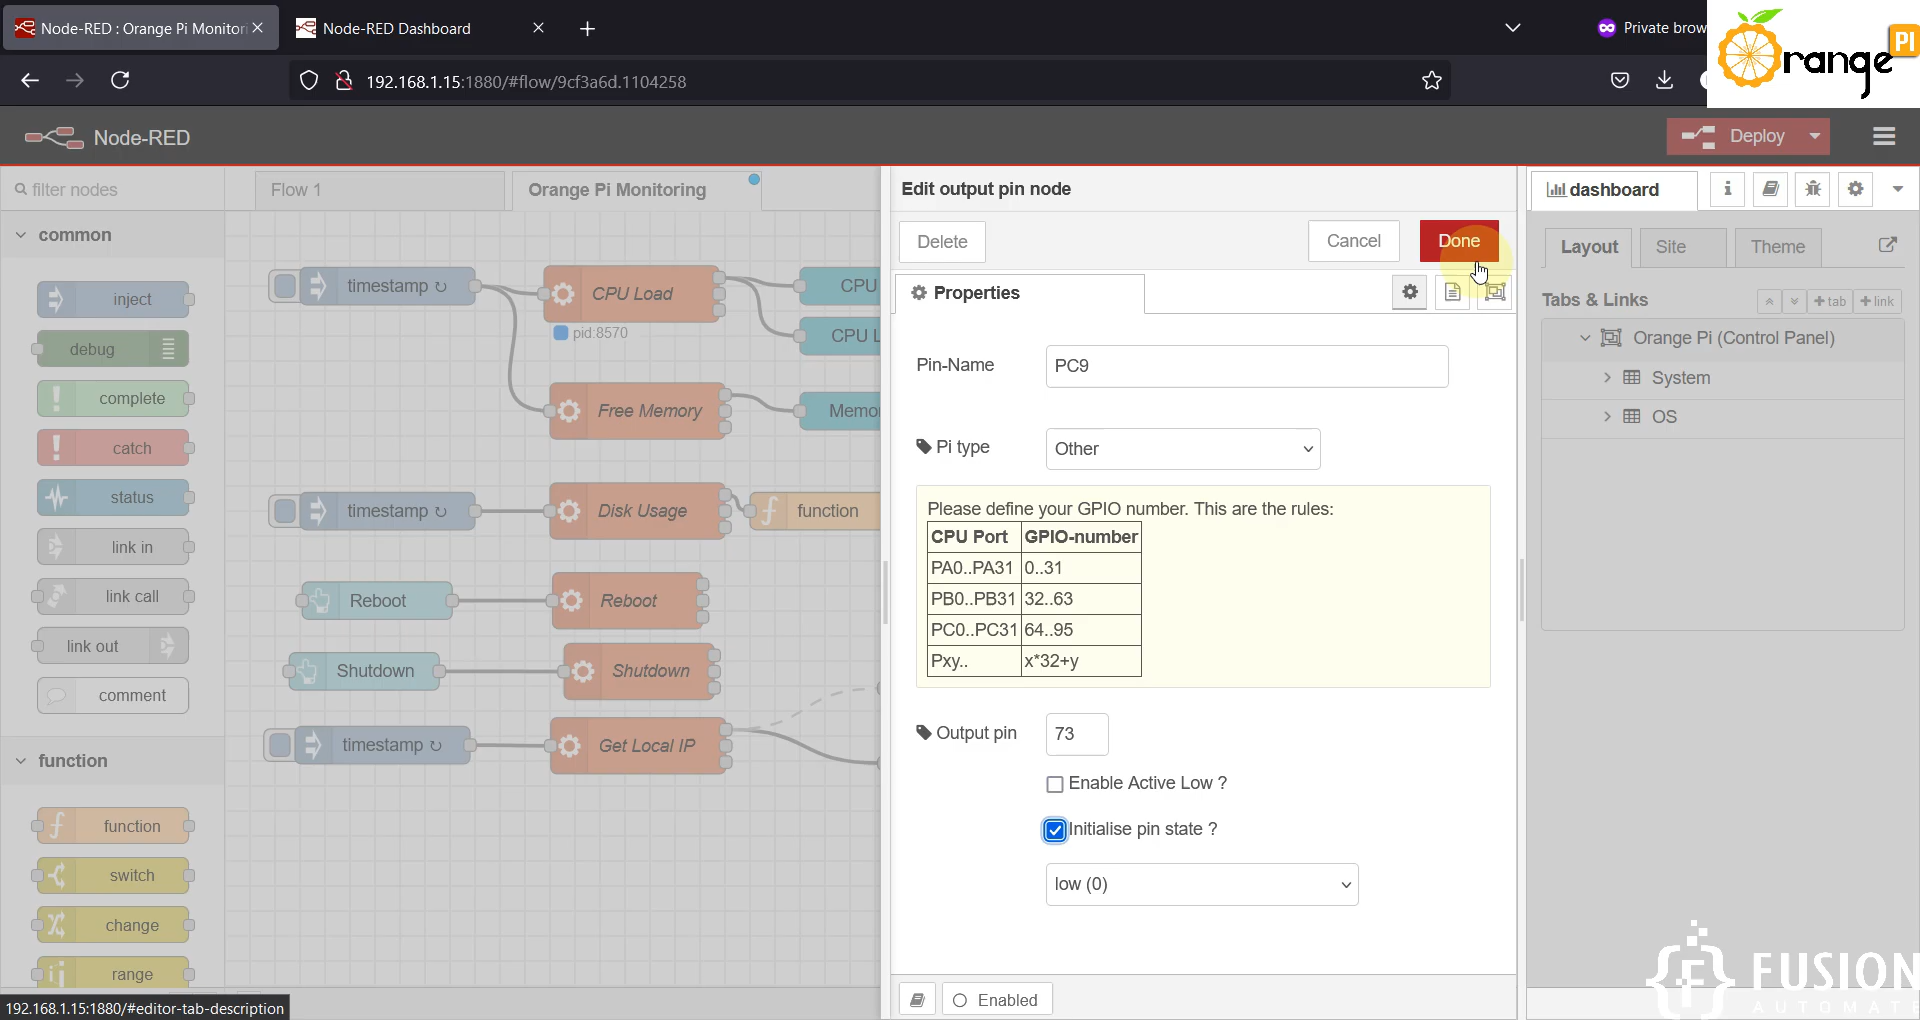 Node-RED : Orange Pi Monitori
Node-RED Dashboard
Private brow
range
PI
192.168.1.15:1880/#flow/9cf3a6d.1104258
Node-RED
Deploy
filter nodes
Flow 1
Orange Pi Monitoring
Edit output pin node
dashboard
common
Delete
Cancel
Done
Layout
Site
Theme
inject
timestamp ↻
CPU Load
CPU
Properties
Tabs & Links
tab
link
pid:8570
CPU L
Orange Pi (Control Panel)
debug
Pin-Name
PC9
System
complete
Free Memory
Memo
OS
catch
Pi type
Other
status
timestamp ↻
Disk Usage
function
Please define your GPIO number. This are the rules:
CPU Port GPIO-number
PA0..PA31 0..31
PB0..PB31 32..63
PC0..PC31 64..95
Pxy.. x*32+y
link in
link call
Reboot
Reboot
link out
Shutdown
Shutdown
comment
timestamp ↻
Get Local IP
Output pin
73
function
Enable Active Low ?
function
Initialise pin state ?
switch
low (0)
change
range
Enabled
192.168.1.15:1880/#editor-tab-description
FUSION
AUTOMATE